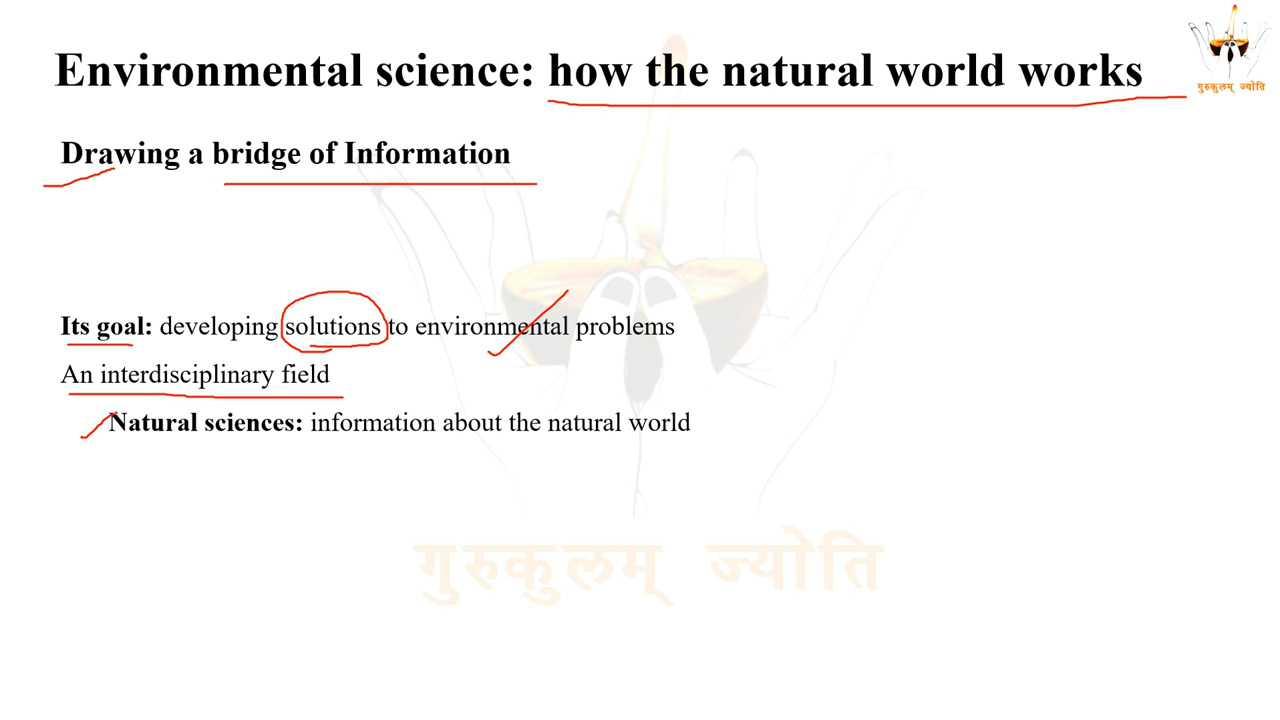 Environmental science: how the natural world works
गुरुकुलम् ज्योति
Drawing a bridge of Information
Its goal: developing solutions to environmental problems
An interdisciplinary field
Natural sciences: information about the natural world
गुरुकुलम् ज्योति